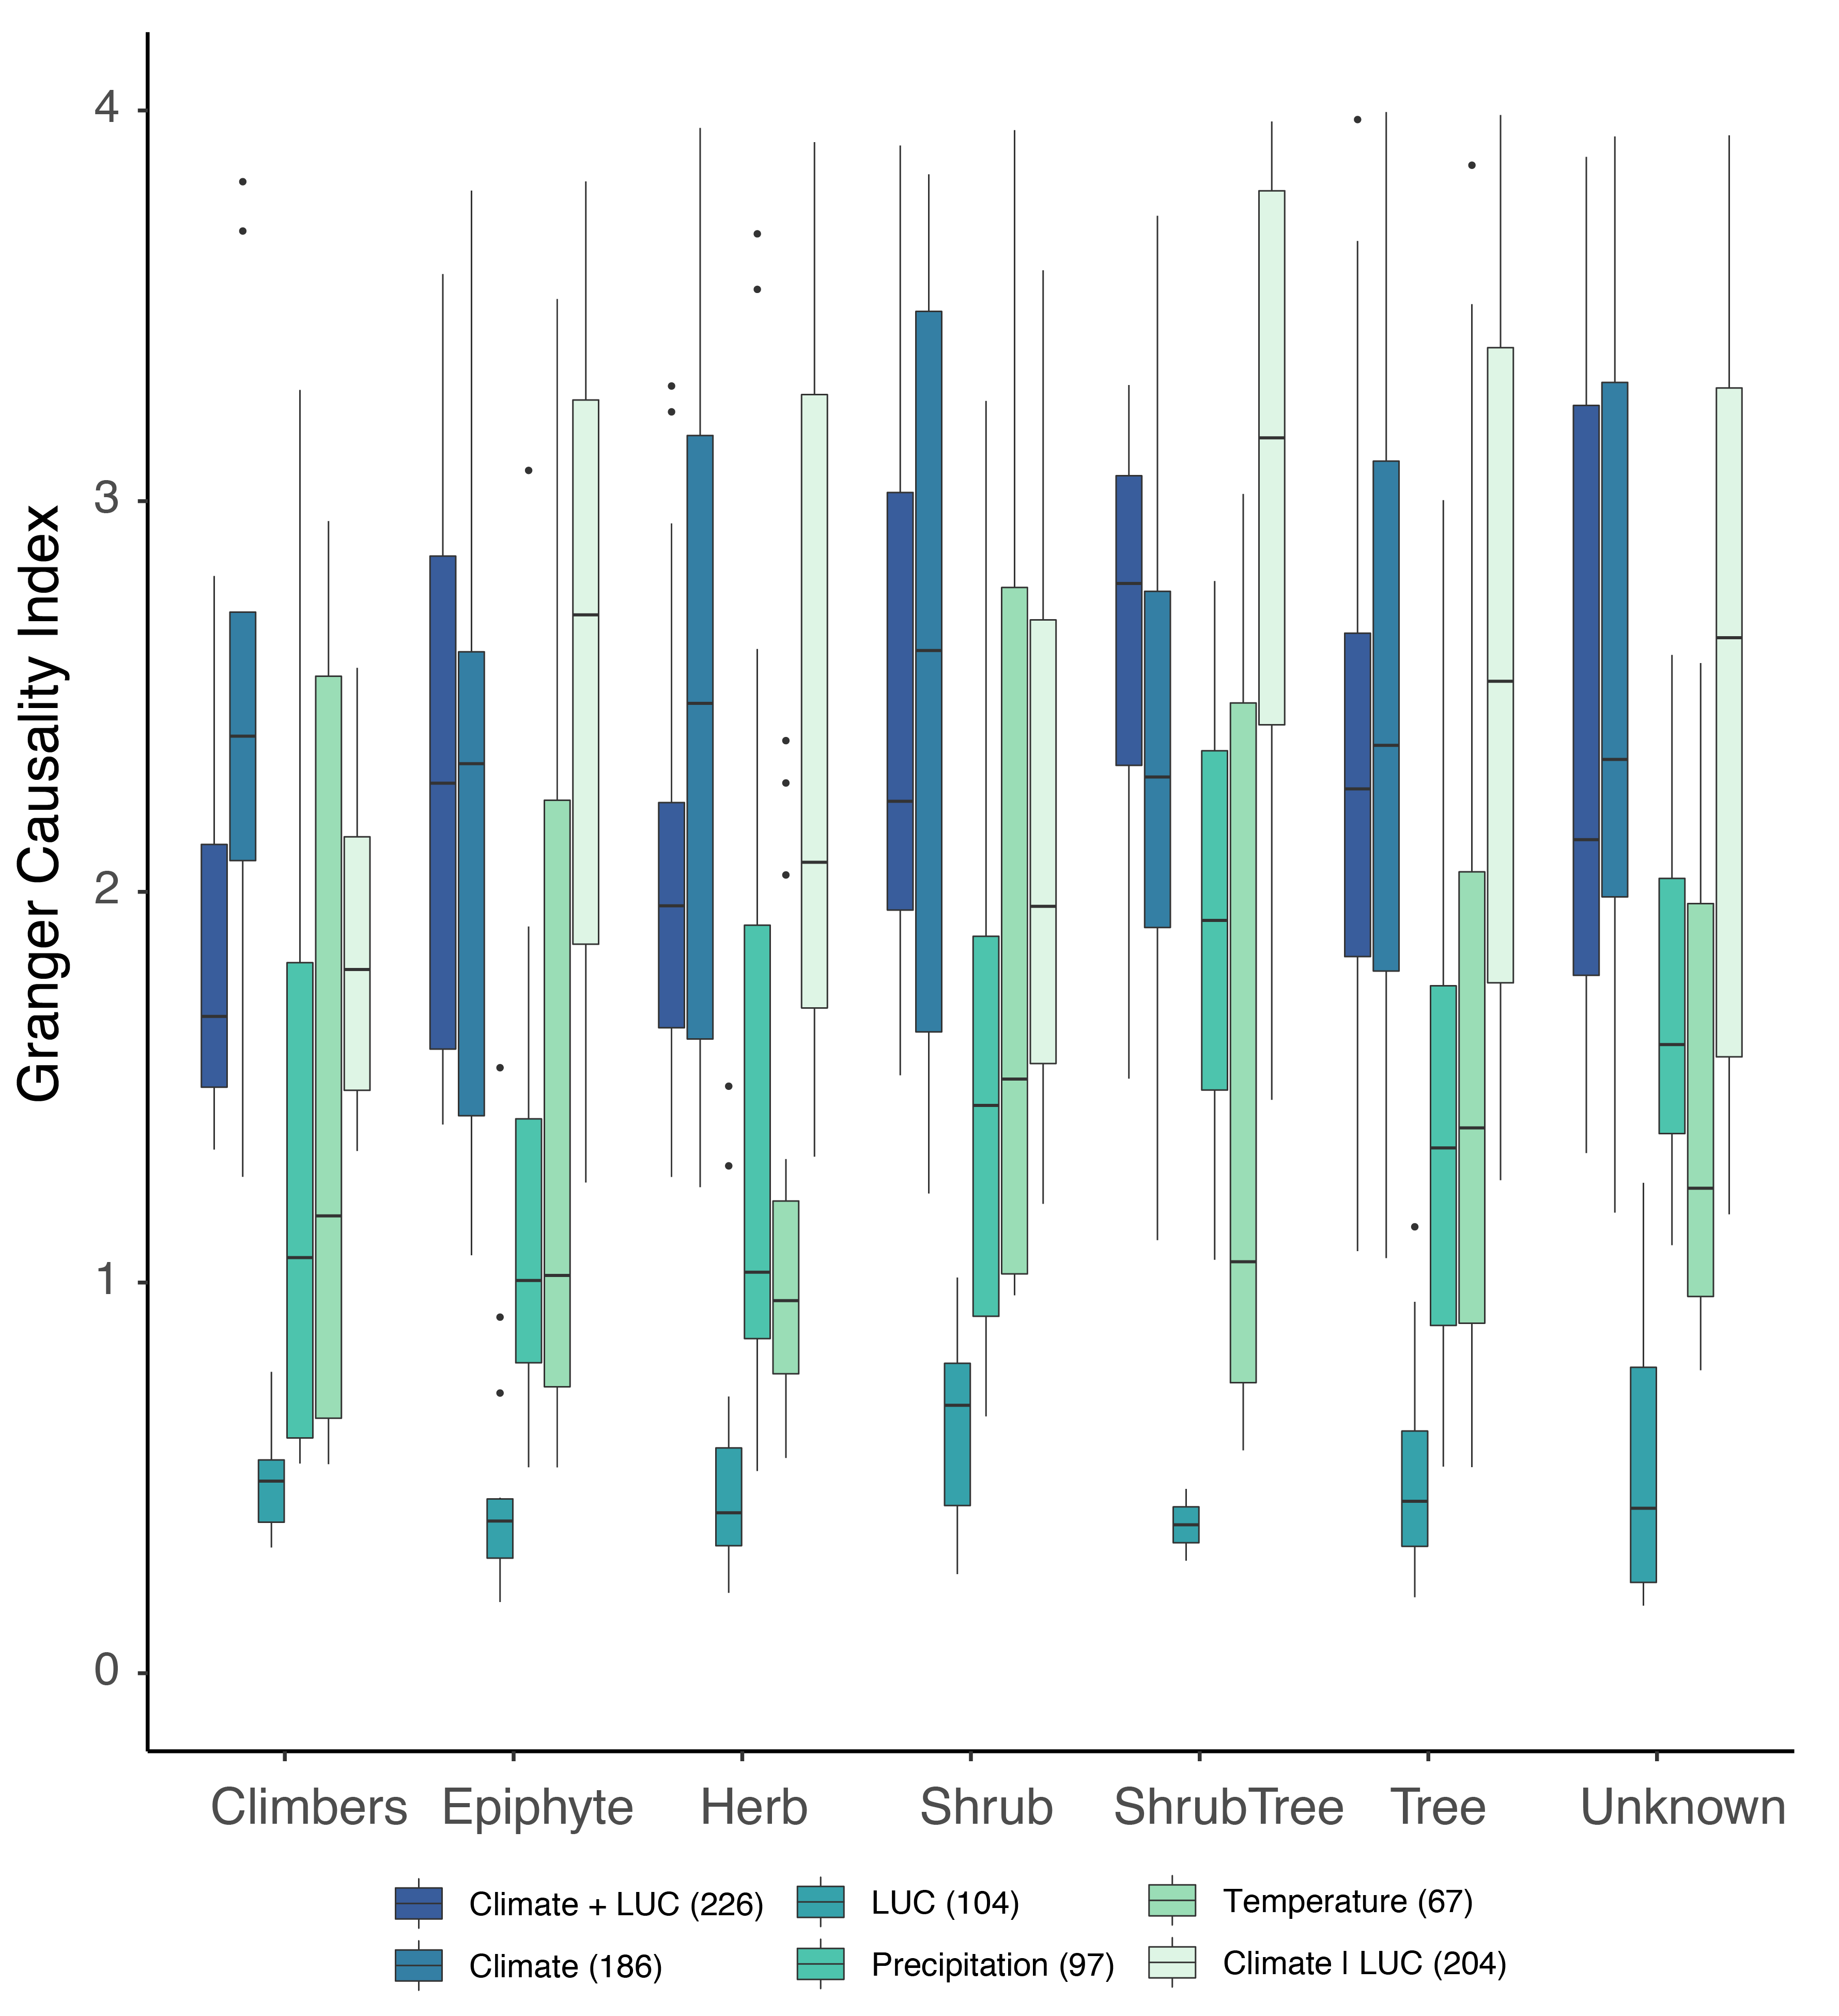 Granger Causality Index
4
3
2
1
0
Climbers Epiphyte Herb Shrub ShrubTree Tree Unknown
Climate + LUC (226) LUC (104) Temperature (67)
Climate (186) Precipitation (97) Climate | LUC (204)